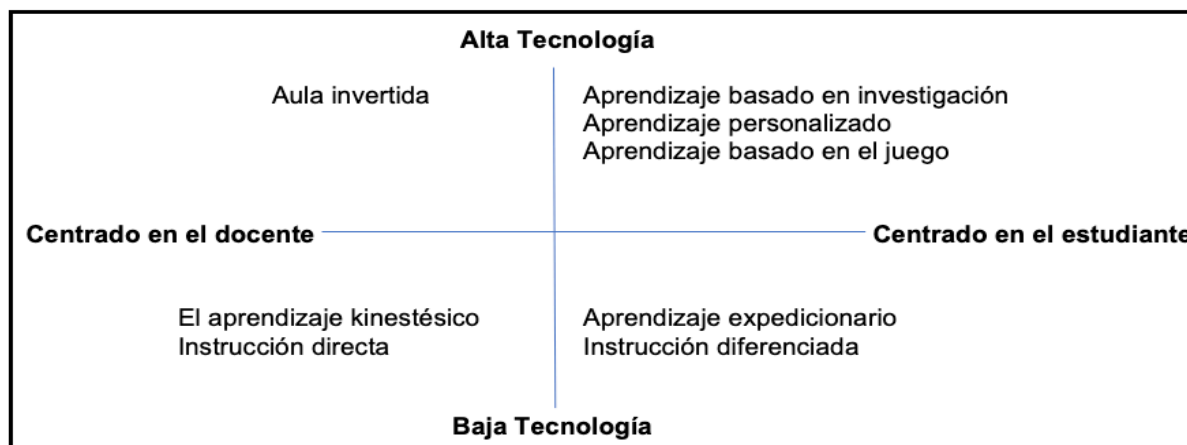 Alta Tecnología
Aula invertida
Aprendizaje basado en investigación
Aprendizaje personalizado
Aprendizaje basado en el juego
Centrado en el docente
Centrado en el estudiante
El aprendizaje kinestésico
Instrucción directa
Aprendizaje expedicionario
Instrucción diferenciada
Baja Tecnología